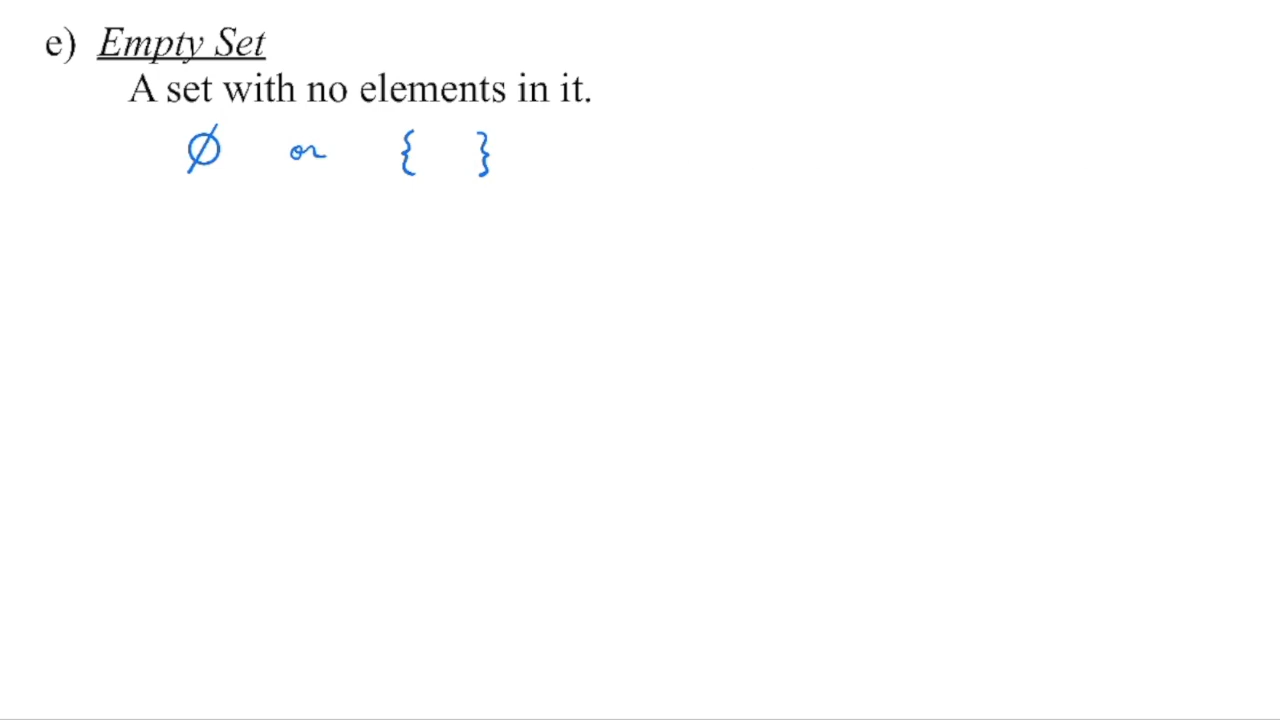 e) Empty Set
A set with no elements in it.
∅ or { }